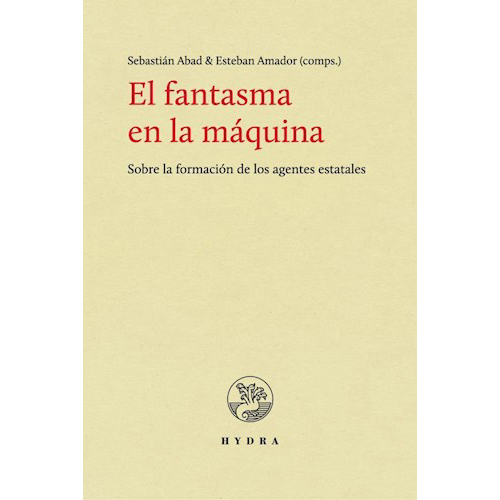 Sebastián Abad & Esteban Amador (comps.)
El fantasma
en la máquina
Sobre la formación de los agentes estatales
HYDRA